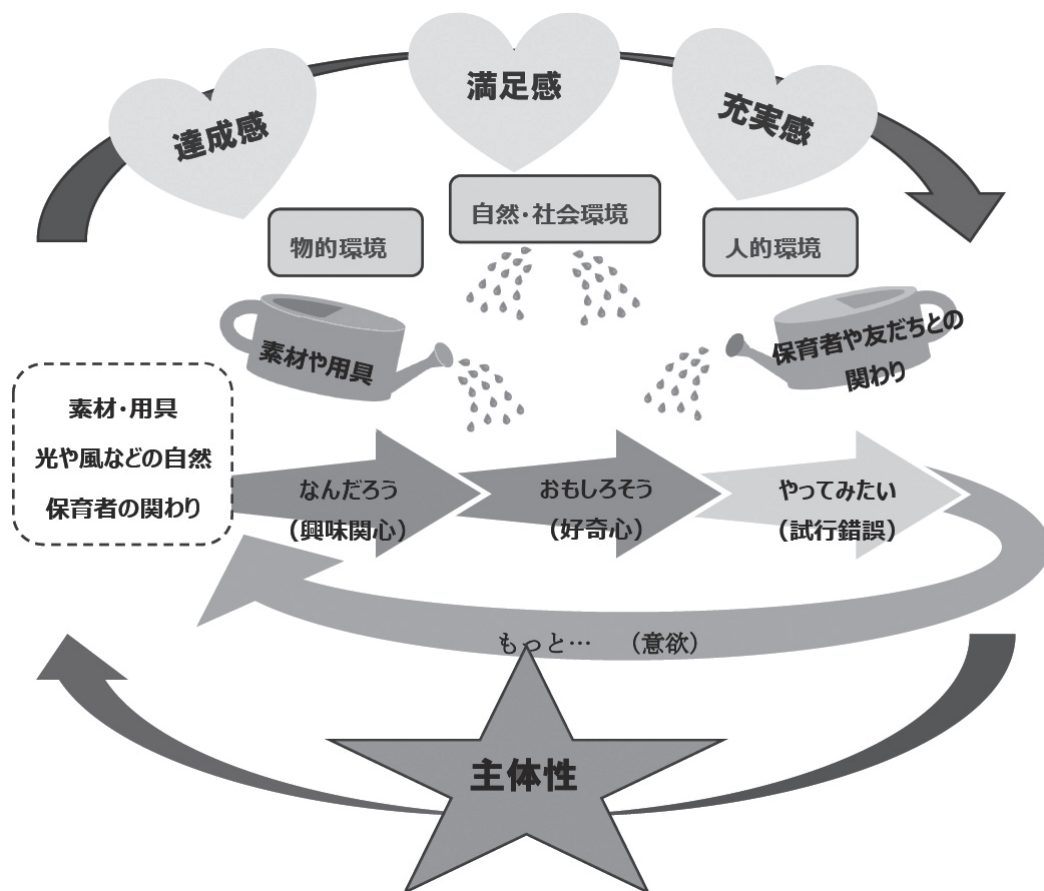 達成感
満足感
充実感
物的環境
自然・社会環境
人的環境
素材や用具
保育者や友だちとの
関わり
素材・用具
光や風などの自然
保育者の関わり
なんだろう
(興味関心)
おもしろそう
(好奇心)
やってみたい
(試行錯誤)
もっと… (意欲)
主体性